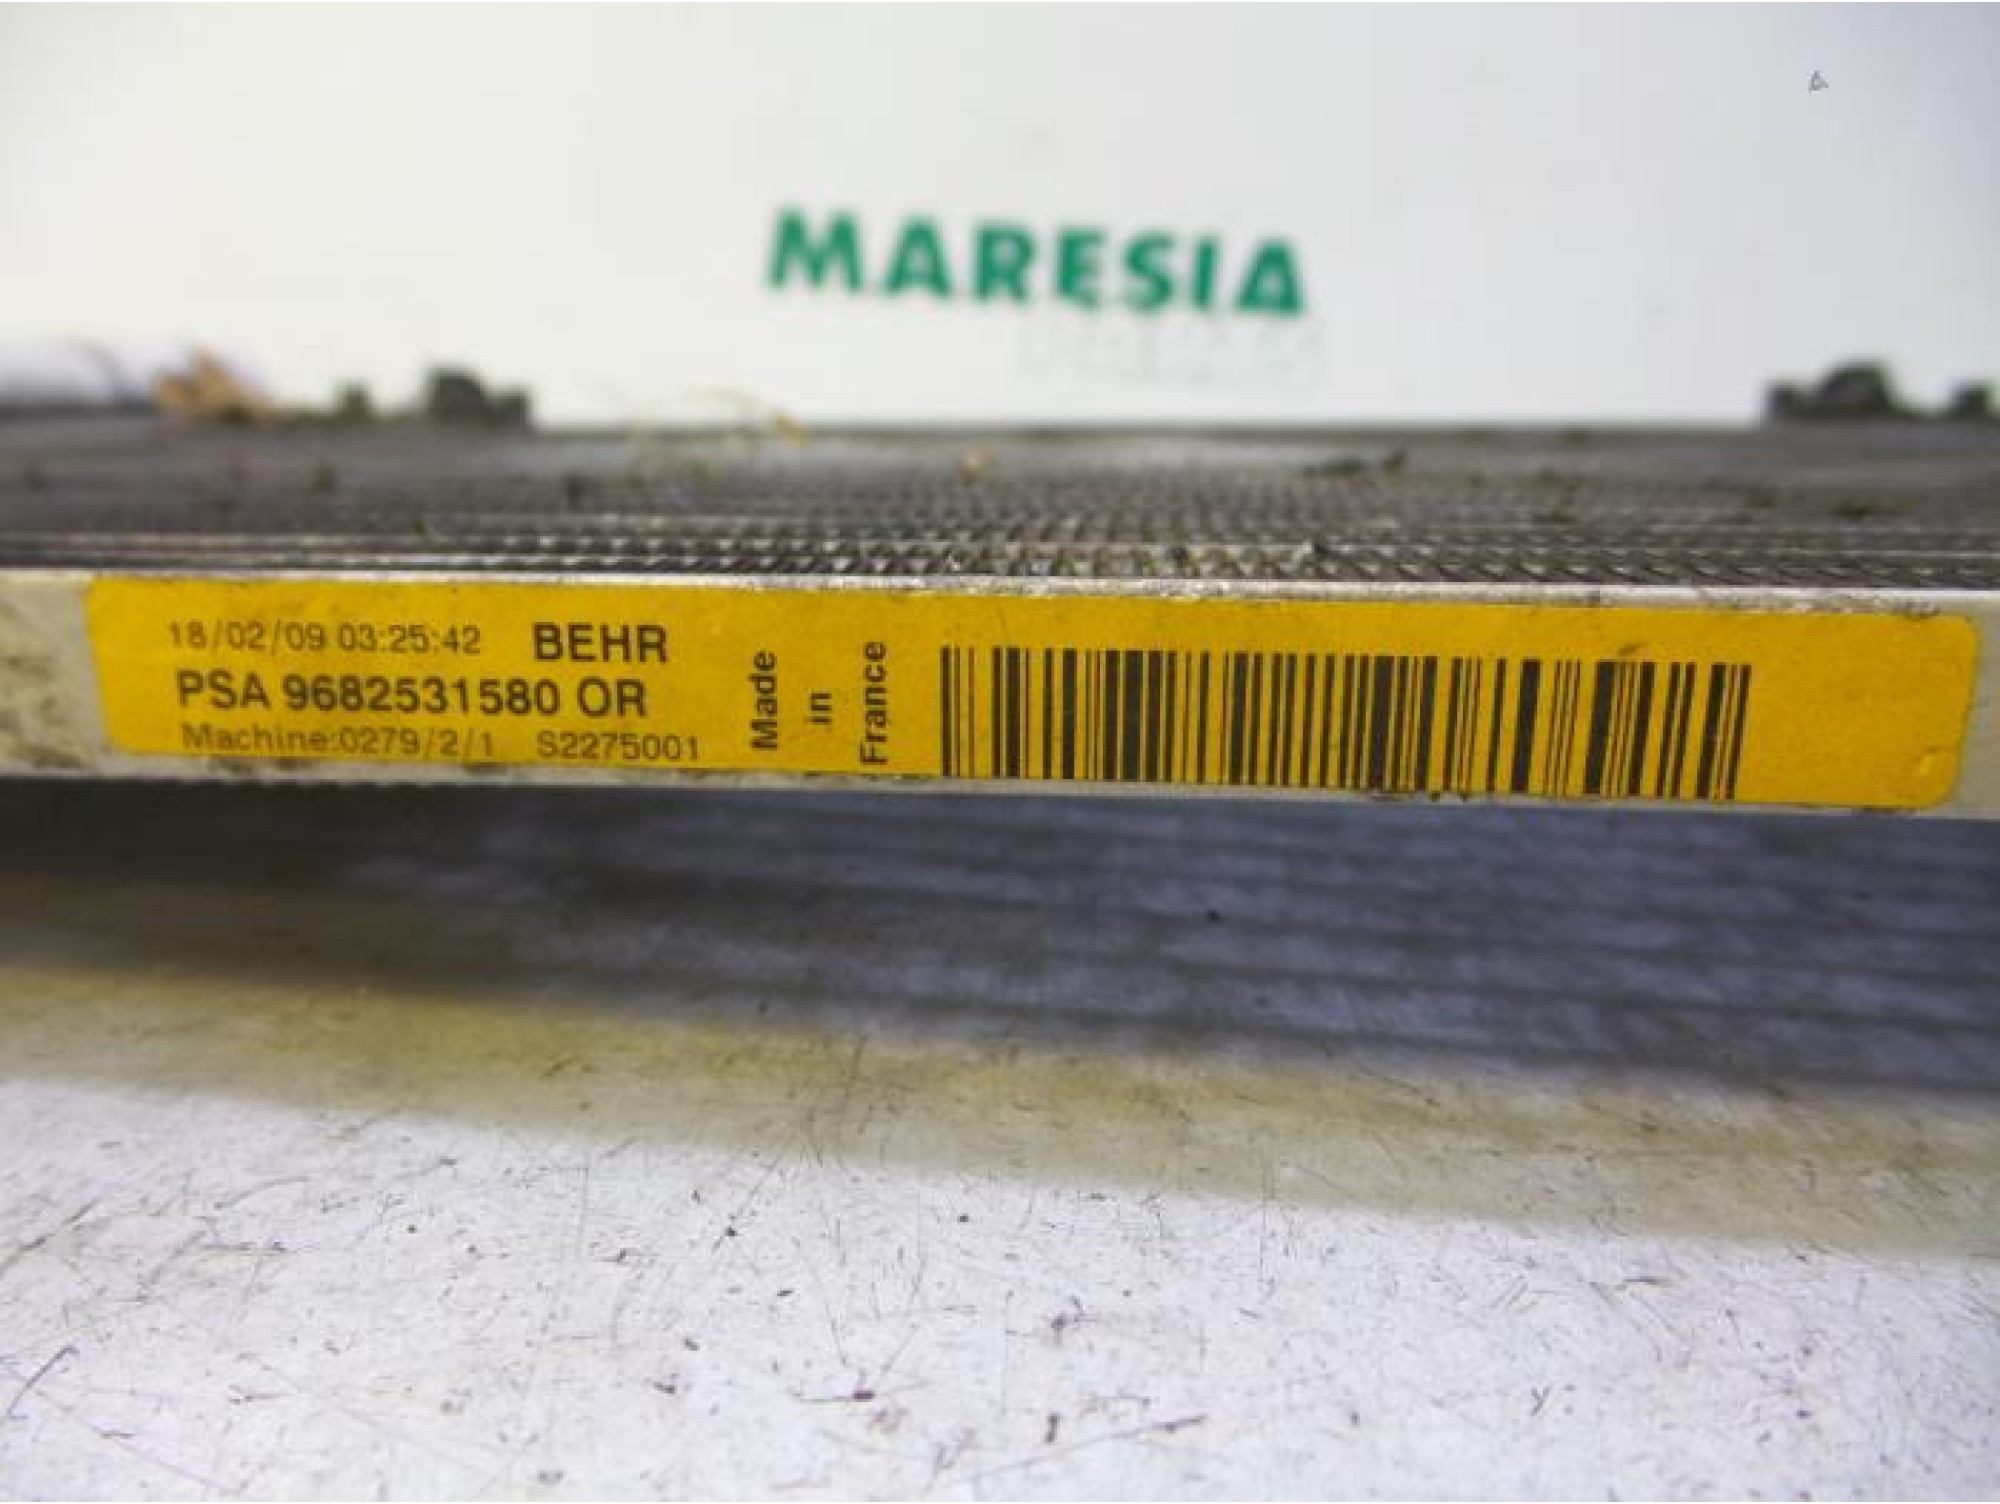 MARESIA
18/02/09 03:25:42 BEHR
PSA 9682531580 OR
Machine:0279/2/1 S2275001
Made
in
France